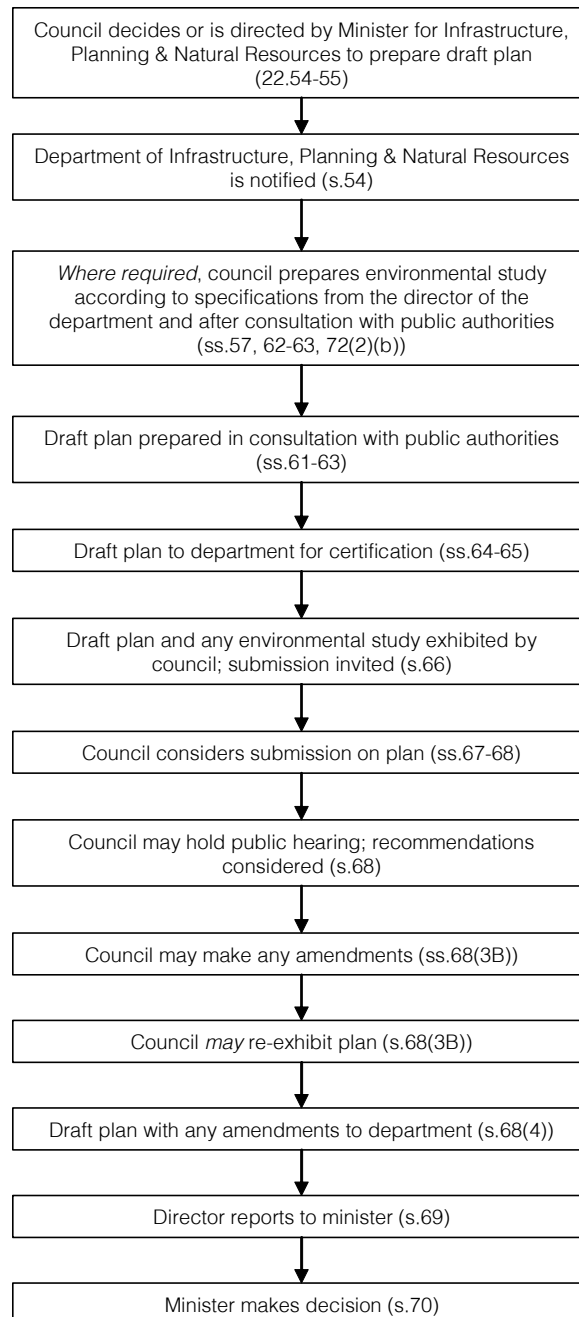 Council decides or is directed by Minister for Infrastructure,
Planning & Natural Resources to prepare draft plan
(22.54-55)
Department of Infrastructure, Planning & Natural Resources
is notified (s.54)
Where required, council prepares environmental study
according to specifications from the director of the
department and after consultation with public authorities
(ss.57, 62-63, 72(2)(b))
Draft plan prepared in consultation with public authorities
(ss.61-63)
Draft plan to department for certification (ss.64-65)
Draft plan and any environmental study exhibited by
council; submission invited (s.66)
Council considers submission on plan (ss.67-68)
Council may hold public hearing; recommendations
considered (s.68)
Council may make any amendments (ss.68(3B))
Council may re-exhibit plan (s.68(3B))
Draft plan with any amendments to department (s.68(4))
Director reports to minister (s.69)
Minister makes decision (s.70)